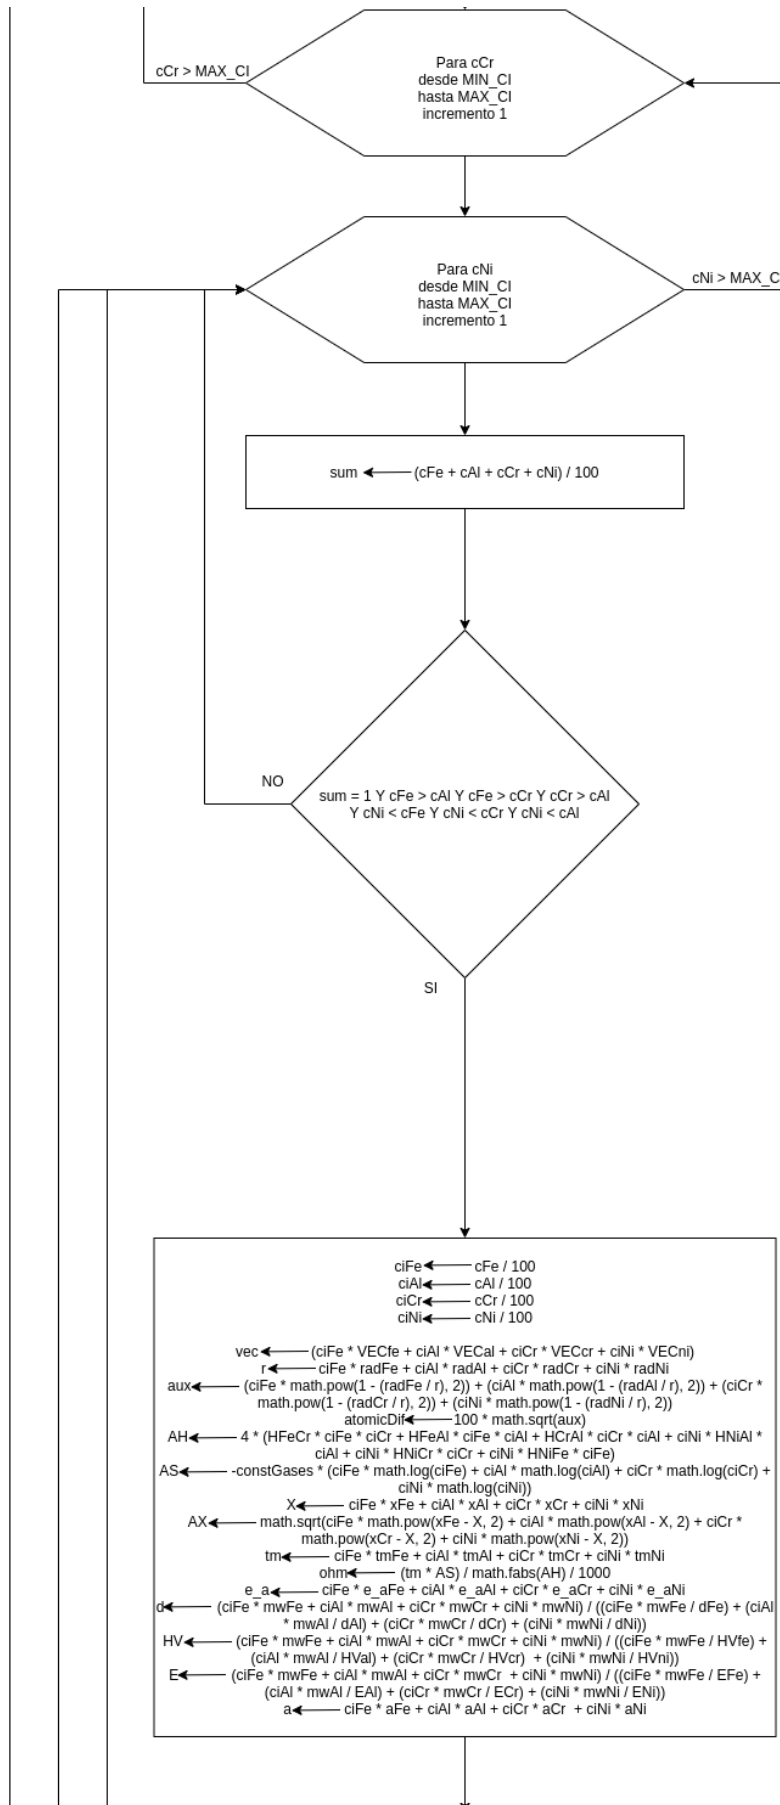 cCr > MAX_CI
Para cCr
desde MIN_CI
hasta MAX_CI
incremento 1
Para cNi
desde MIN_CI
hasta MAX_CI
incremento 1
cNi > MAX_C
sum (cFe + cAl + cCr + cNi) / 100
NO
sum = 1 Y cFe > cAl Y cFe > cCr Y cCr > cAl
Y cNi < cFe Y cNi < cCr Y cNi < cAl
SI
ciFe cFe / 100
ciAl cAl / 100
ciCr cCr / 100
ciNi cNi / 100
vec (ciFe * VECfe + ciAl * VECal + ciCr * VECcr + ciNi * VECni)
r ciFe * radFe + ciAl * radAl + ciCr * radCr + ciNi * radNi
aux (ciFe * math.pow(1 - (radFe / r), 2)) + (ciAl * math.pow(1 - (radAl / r), 2)) + (ciCr *
math.pow(1 - (radCr / r), 2)) + (ciNi * math.pow(1 - (radNi / r), 2))
atomicDif 100 * math.sqrt(aux)
AH 4 * (HFeCr * ciFe * ciCr + HFeAl * ciFe * ciAl + HCrAl * ciCr * ciAl + ciNi * HNiAl *
ciAl + ciNi * HNiCr * ciCr + ciNi * HNiFe * ciFe)
AS -constGases * (ciFe * math.log(ciFe) + ciAl * math.log(ciAl) + ciCr * math.log(ciCr) +
ciNi * math.log(ciNi))
X ciFe * xFe + ciAl * xAl + ciCr * xCr + ciNi * xNi
AX math.sqrt(ciFe * math.pow(xFe - X, 2) + ciAl * math.pow(xAl - X, 2) + ciCr *
math.pow(xCr - X, 2) + ciNi * math.pow(xNi - X, 2))
tm ciFe * tmFe + ciAl * tmAl + ciCr * tmCr + ciNi * tmNi
ohm (tm * AS) / math.fabs(AH) / 1000
e_a ciFe * e_aFe + ciAl * e_aAl + ciCr * e_aCr + ciNi * e_aNi
d (ciFe * mwFe + ciAl * mwAl + ciCr * mwCr + ciNi * mwNi) / ((ciFe * mwFe / dFe) + (ciAl
* mwAl / dAl) + (ciCr * mwCr / dCr) + (ciNi * mwNi / dNi))
HV (ciFe * mwFe + ciAl * mwAl + ciCr * mwCr + ciNi * mwNi) / ((ciFe * mwFe / HVfe) +
(ciAl * mwAl / HVal) + (ciCr * mwCr / HVcr) + (ciNi * mwNi / HVni))
E (ciFe * mwFe + ciAl * mwAl + ciCr * mwCr + ciNi * mwNi) / ((ciFe * mwFe / EFe) +
(ciAl * mwAl / EAl) + (ciCr * mwCr / ECr) + (ciNi * mwNi / ENi))
a ciFe * aFe + ciAl * aAl + ciCr * aCr + ciNi * aNi